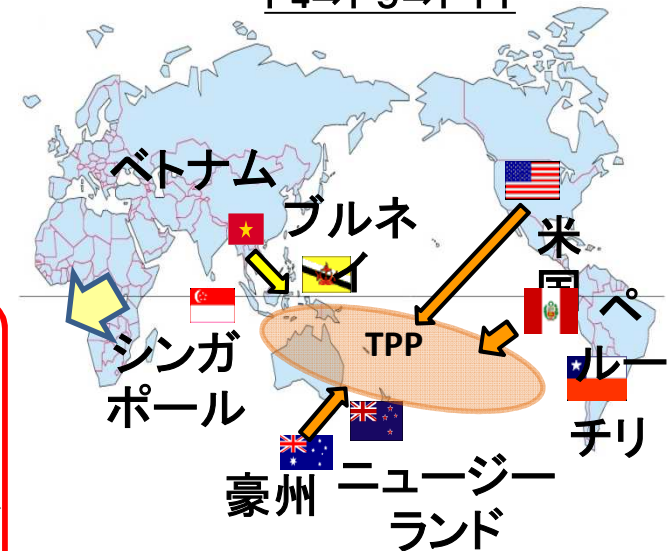 ベトナム
ブルネ
イ
米
国
ペ
ルー
シンガ
ポール
TPP
チリ
豪州
ニュージー
ランド